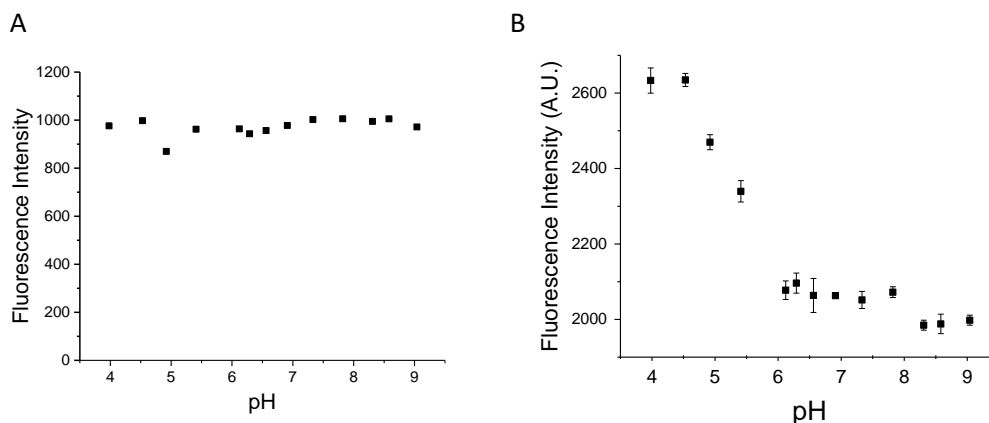 A
1200
1000
800
600
400
200
0
Fluorescence Intensity
4 5 6 7 8 9
pH
B
2600
2400
2200
2000
Fluorescence Intensity (A.U.)
4 5 6 7 8 9
pH